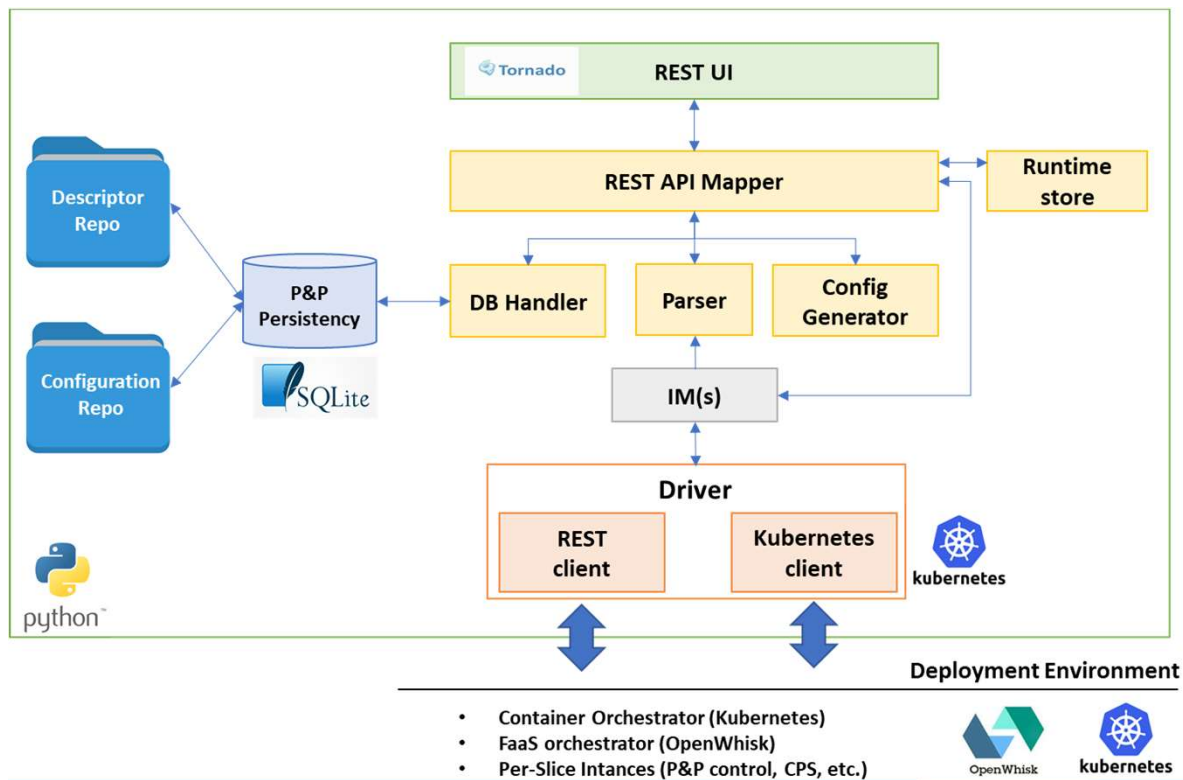 Tornado
REST UI
REST API Mapper
Runtime
store
Descriptor
Repo
P&P
Persistency
DB Handler
Parser
Config
Generator
Configuration
Repo
SQLite
IM(s)
Driver
REST
client
Kubernetes
client
kubernetes
python™
Deployment Environment
• Container Orchestrator (Kubernetes)
• FaaS orchestrator (OpenWhisk)
• Per-Slice Intances (P&P control, CPS, etc.)
OpenWhisk
kubernetes